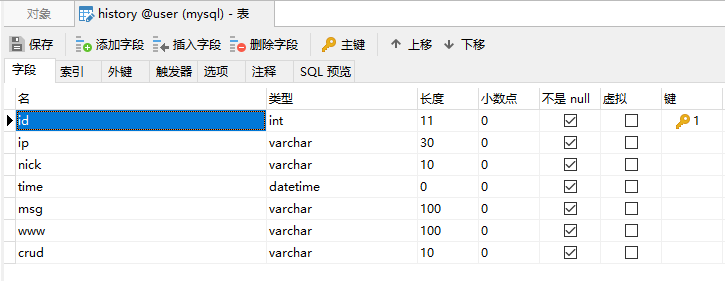 对象 history @user (mysql) - 表
保存 添加字段 插入字段 删除字段 主键 上移 下移
字段 索引 外键 触发器 选项 注释 SQL 预览
名 类型 长度 小数点 不是 null 虚拟 键
id int 11 0 1
ip varchar 30 0
nick varchar 10 0
time datetime 0 0
msg varchar 100 0
www varchar 100 0
crud varchar 10 0